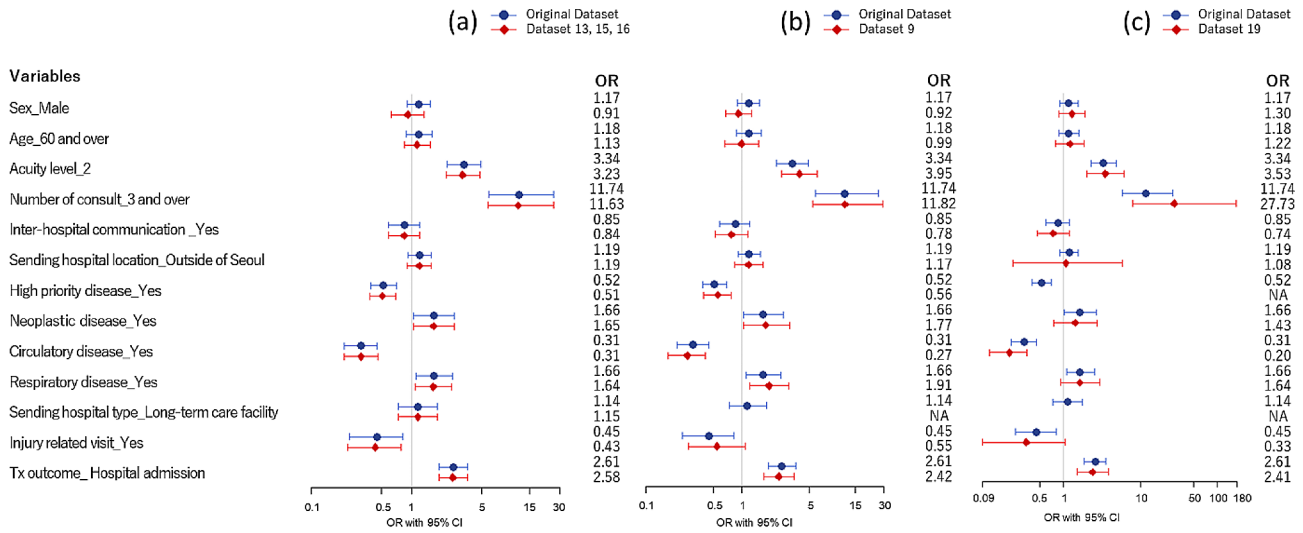 (a) Original Dataset (b) Original Dataset (c) Original Dataset
Dataset 13, 15, 16 Dataset 9 Dataset 19
Variables OR OR OR
Sex_Male 1.17 1.17 1.17
0.91 0.92 1.30
Age_60 and over 1.18 1.18 1.18
1.13 0.99 1.22
Acuity level_2 3.34 3.34 3.34
3.23 3.95 3.53
Number of consult_3 and over 11.74 11.74 11.74
11.63 11.82 27.73
Inter-hospital communication _Yes 0.85 0.85 0.85
0.84 0.78 0.74
Sending hospital location_Outside of Seoul 1.19 1.19 1.19
1.19 1.17 1.08
High priority disease_Yes 0.52 0.52 0.52
0.51 0.56 NA
Neoplastic disease_Yes 1.66 1.66 1.66
1.65 1.77 1.43
Circulatory disease_Yes 0.31 0.31 0.31
0.31 0.27 0.20
Respiratory disease_Yes 1.66 1.66 1.66
1.64 1.91 1.64
Sending hospital type_Long-term care facility 1.14 1.14 1.14
1.15 NA NA
Injury related visit_Yes 0.45 0.45 0.45
0.43 0.55 0.33
Tx outcome_ Hospital admission 2.61 2.61 2.61
2.58 2.42 2.41
0.1 0.5 1 5 15 30 0.1 0.5 1 5 15 30 0.09 0.5 1 10 50 100 180
OR with 95% CI OR with 95% CI OR with 95% CI